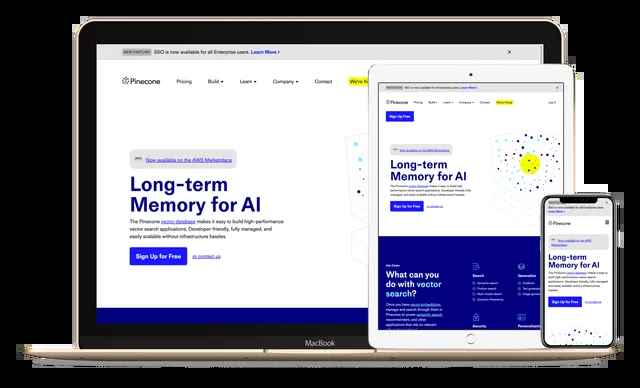 NEW FEATURE SSO is now available for all Enterprise users. Learn More >
Pinecone Pricing Build Learn Company Contact We're
Now available on the AWS Marketplace
Long-term
Memory for AI
The Pinecone vector database makes it easy to build high-performance
vector search applications. Developer-friendly, fully managed, and
easily scalable without infrastructure hassles.
Sign Up for Free or contact us
MacBook
SSO is now available for all Enterprise users. Learn More >
Pinecone Pricing Build Learn Company Contact We're hiring! Log In
Sign Up Free
Now available on the AWS Marketplace
Long-term
Memory for AI
The Pinecone vector database makes it easy to build high-
performance vector search applications. Developer-friendly, fully
managed, and easily scalable without infrastructure hassles.
Sign Up for Free or contact us
Use Cases
What can you
do with vector
search?
Once you have vector embeddings,
manage and search through them
in Pinecone to power semantic search,
recommenders, and other
applications that rely on relevant
Search
Semantic search
Product search
Multi-modal search
Question-Answering
Generation
Chatbots
Text generation
Image
Security
Personalization
SSO is now available for all Enterprise
users. Learn More >
Pinecone
Now available on the AWS
Marketplace
Long-term
Memory for AI
The Pinecone vector database makes it easy to
build high-performance vector search
applications. Developer-friendly, fully managed,
and easily scalable without infrastructure hassles.
Sign Up for Free or contact us